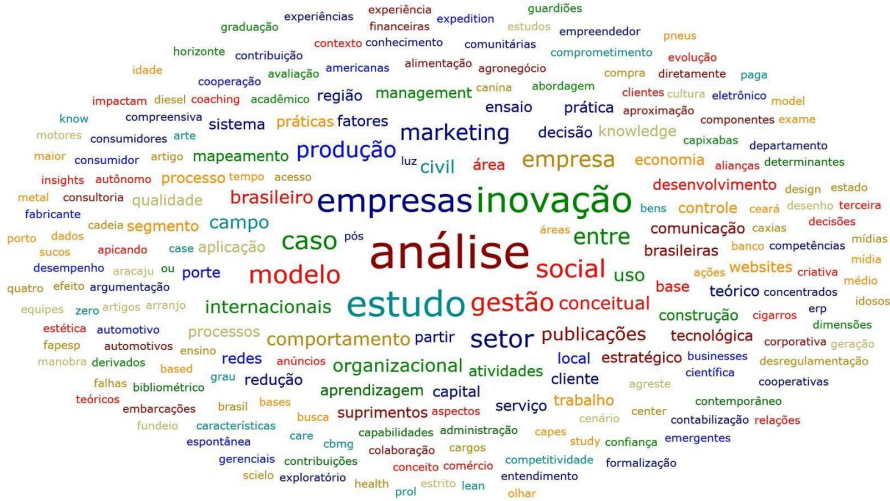 experiência guardiões
experiências financeiras expedition estudos empreendedor pneus
graduação contexto conhecimento comunitárias comprometimento evolução
horizonte contribuição alimentação agronegócio compra diretamente paga
idade cooperação avaliação americanas canina abordagem clientes cultura eletrônico model
impactam diesel coaching acadêmico região management ensaio prática aproximação componentes exame
know compreensiva sistema práticas fatores marketing decisão knowledge capixabas departamento
motores consumidores arte produção luz civil área empresa economia alianças determinantes
maior consumidor artigo mapeamento processo tempo acesso desenvolvimento design estado
insights autônomo qualidade brasileiro empresas inovação bens controle ceará desenho terceira
metal consultoria campo pós áreas entre comunicação caxias decisões
fabricante cadeia segmento caso análise brasileiras banco competências mídias
porto dados apicando case aplicação modelo social uso ações websites criativa mídia
sucos desempenho aracaju ou porte base teórico concentrados médio
quatro efeito argumentação estudo gestão conceitual cigarros erp idosos
equipes zero artigos arranjo internacionais construção dimensões
estética automotivo processos comportamento partir setor publicações tecnológica corporativa geração
fapesp automotivos ensino redes anúncios local estratégico businesses desregulamentação
manobra derivados based organizacional atividades cliente científica
falhas bibliométrico grau redução aprendizagem capital agreste cooperativas
teóricos embarcações brasil bases suprimentos aspectos serviço trabalho center contemporâneo
fundeio características busca cenário contabilização relações
espontânea care cbmg capabilidades administração capes study confiança emergentes
gerenciais contribuições colaboração cargos competitividade formalização
scielo exploratório health conceito comércio entendimento
prol estrito lean olhar